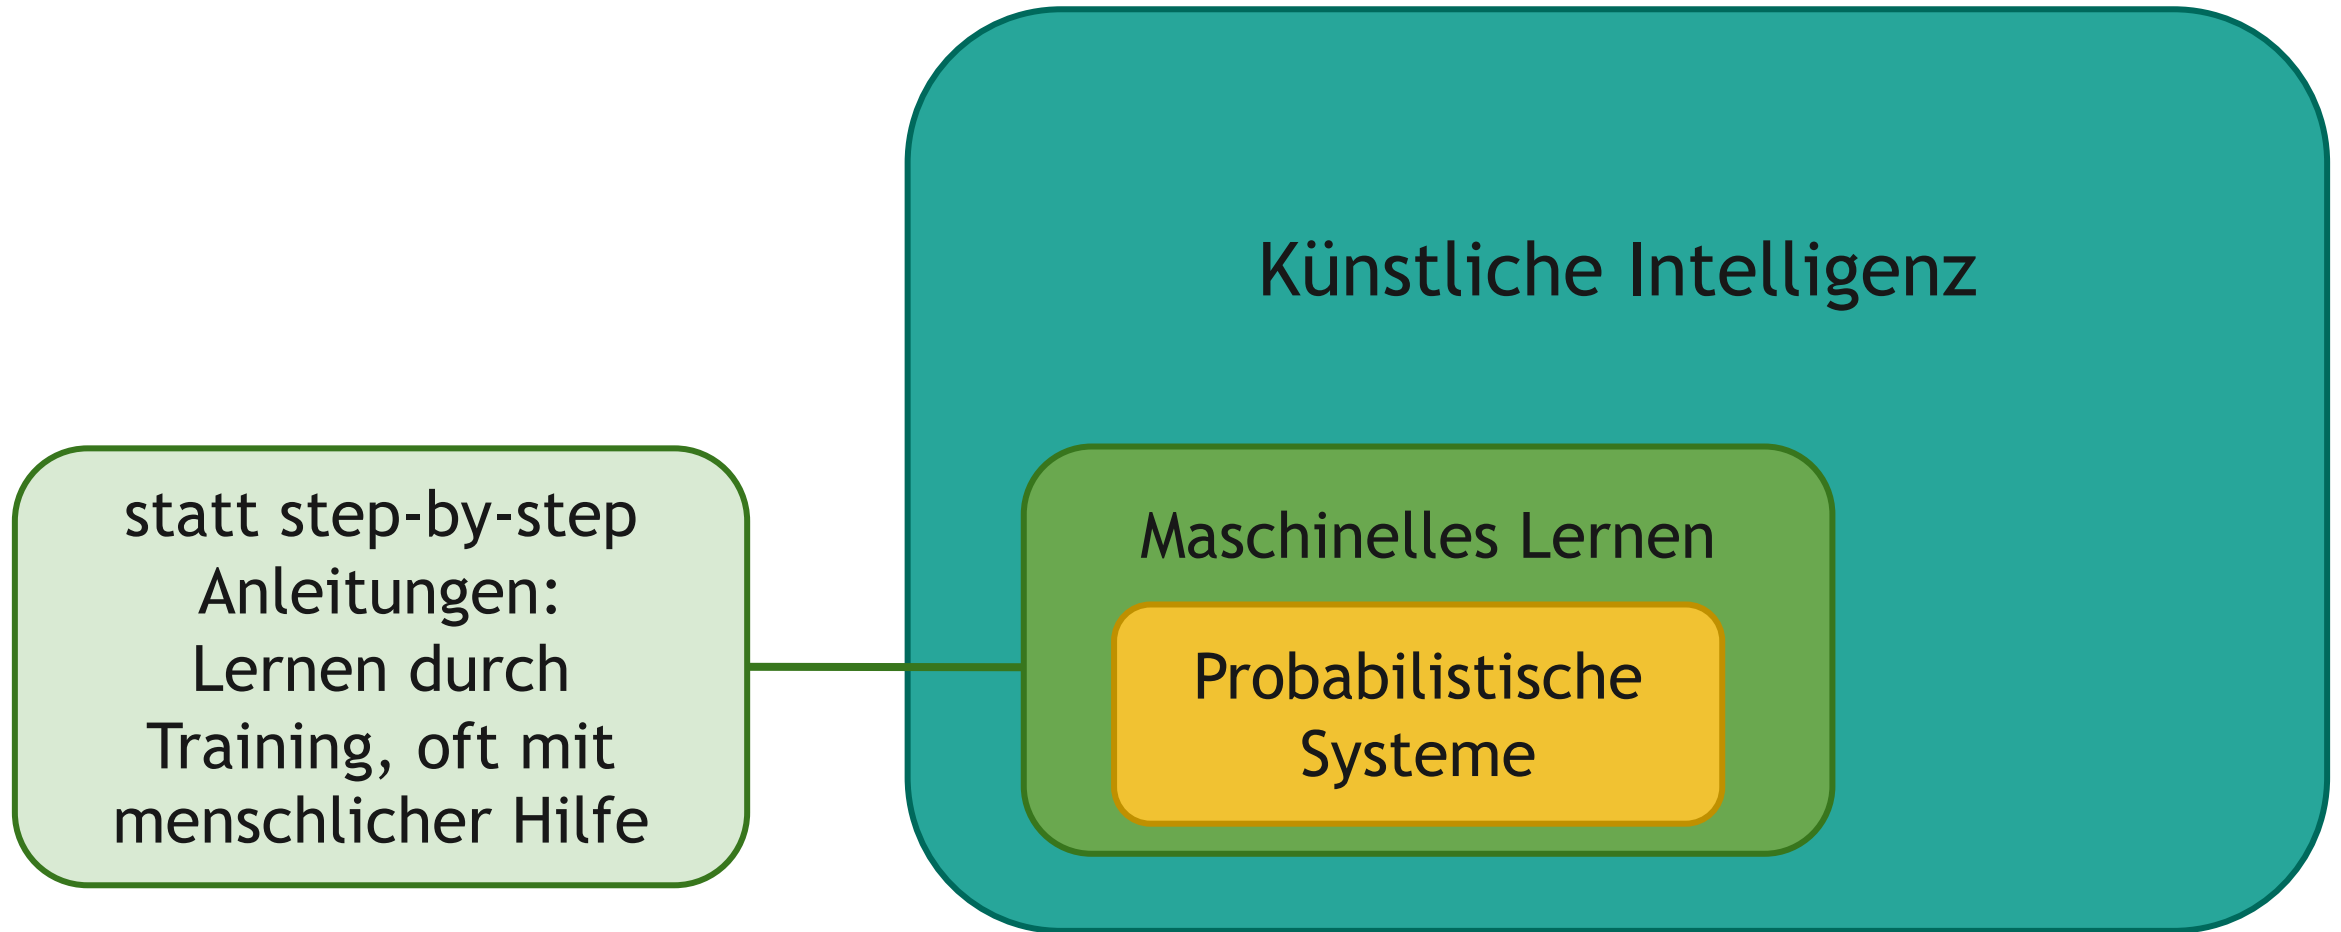 Künstliche Intelligenz
statt step-by-step
Anleitungen:
Lernen durch
Training, oft mit
menschlicher Hilfe
Maschinelles Lernen
Probabilistische
Systeme